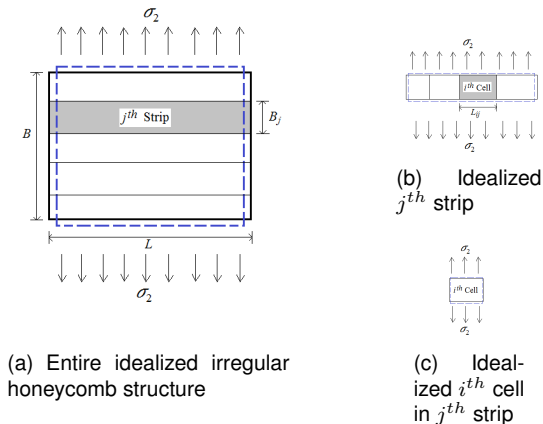 σ₂
B
jᵗʰ Strip
Bⱼ
L
σ₂
(a) Entire idealized irregular
honeycomb structure
σ₂
iᵗʰ Cell
Lᵢⱼ
σ₂
(b) Idealized
jᵗʰ strip
σ₂
iᵗʰ Cell
σ₂
(c) Ideal-
ized iᵗʰ cell
in jᵗʰ strip